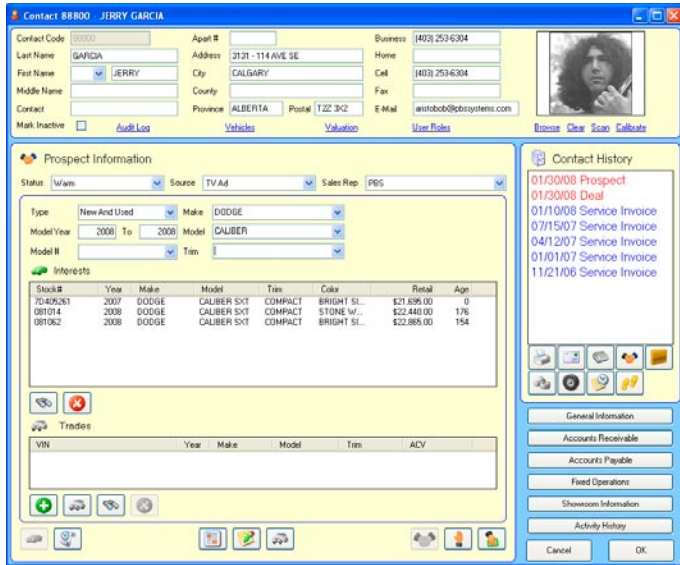 Contact 88800 - JERRY GARCIA
Contact Code 88800 Apart # Business (403) 253-6304
Last Name GARCIA Address 3131 - 114 AVE SE Home
First Name JERRY City CALGARY Cell (403) 253-6304
Middle Name County Fax
Contact Province ALBERTA Postal T2Z 3X2 E-Mail aristobob@pbssystems.com
Mark Inactive Audit Log Vehicles Valuation User Roles Browse Clear Scan Calibrate
Prospect Information
Status Warm Source TV Ad Sales Rep PBS
Type New And Used Make DODGE
Model Year 2008 To 2008 Model CALIBER
Model # Trim
Interests
Stock# Year Make Model Trim Color Retail Age
7D405261 2007 DODGE CALIBER SXT COMPACT BRIGHT SI... $21,695.00 0
081014 2008 DODGE CALIBER SXT COMPACT STONE W... $22,440.00 176
081062 2008 DODGE CALIBER SXT COMPACT BRIGHT SI... $22,865.00 154
Trades
VIN Year Make Model Trim ACV
Contact History
01/30/08 Prospect
01/30/08 Deal
01/10/08 Service Invoice
07/15/07 Service Invoice
04/12/07 Service Invoice
01/01/07 Service Invoice
11/21/06 Service Invoice
General Information
Accounts Receivable
Accounts Payable
Fixed Operations
Showroom Information
Activity History
Cancel OK